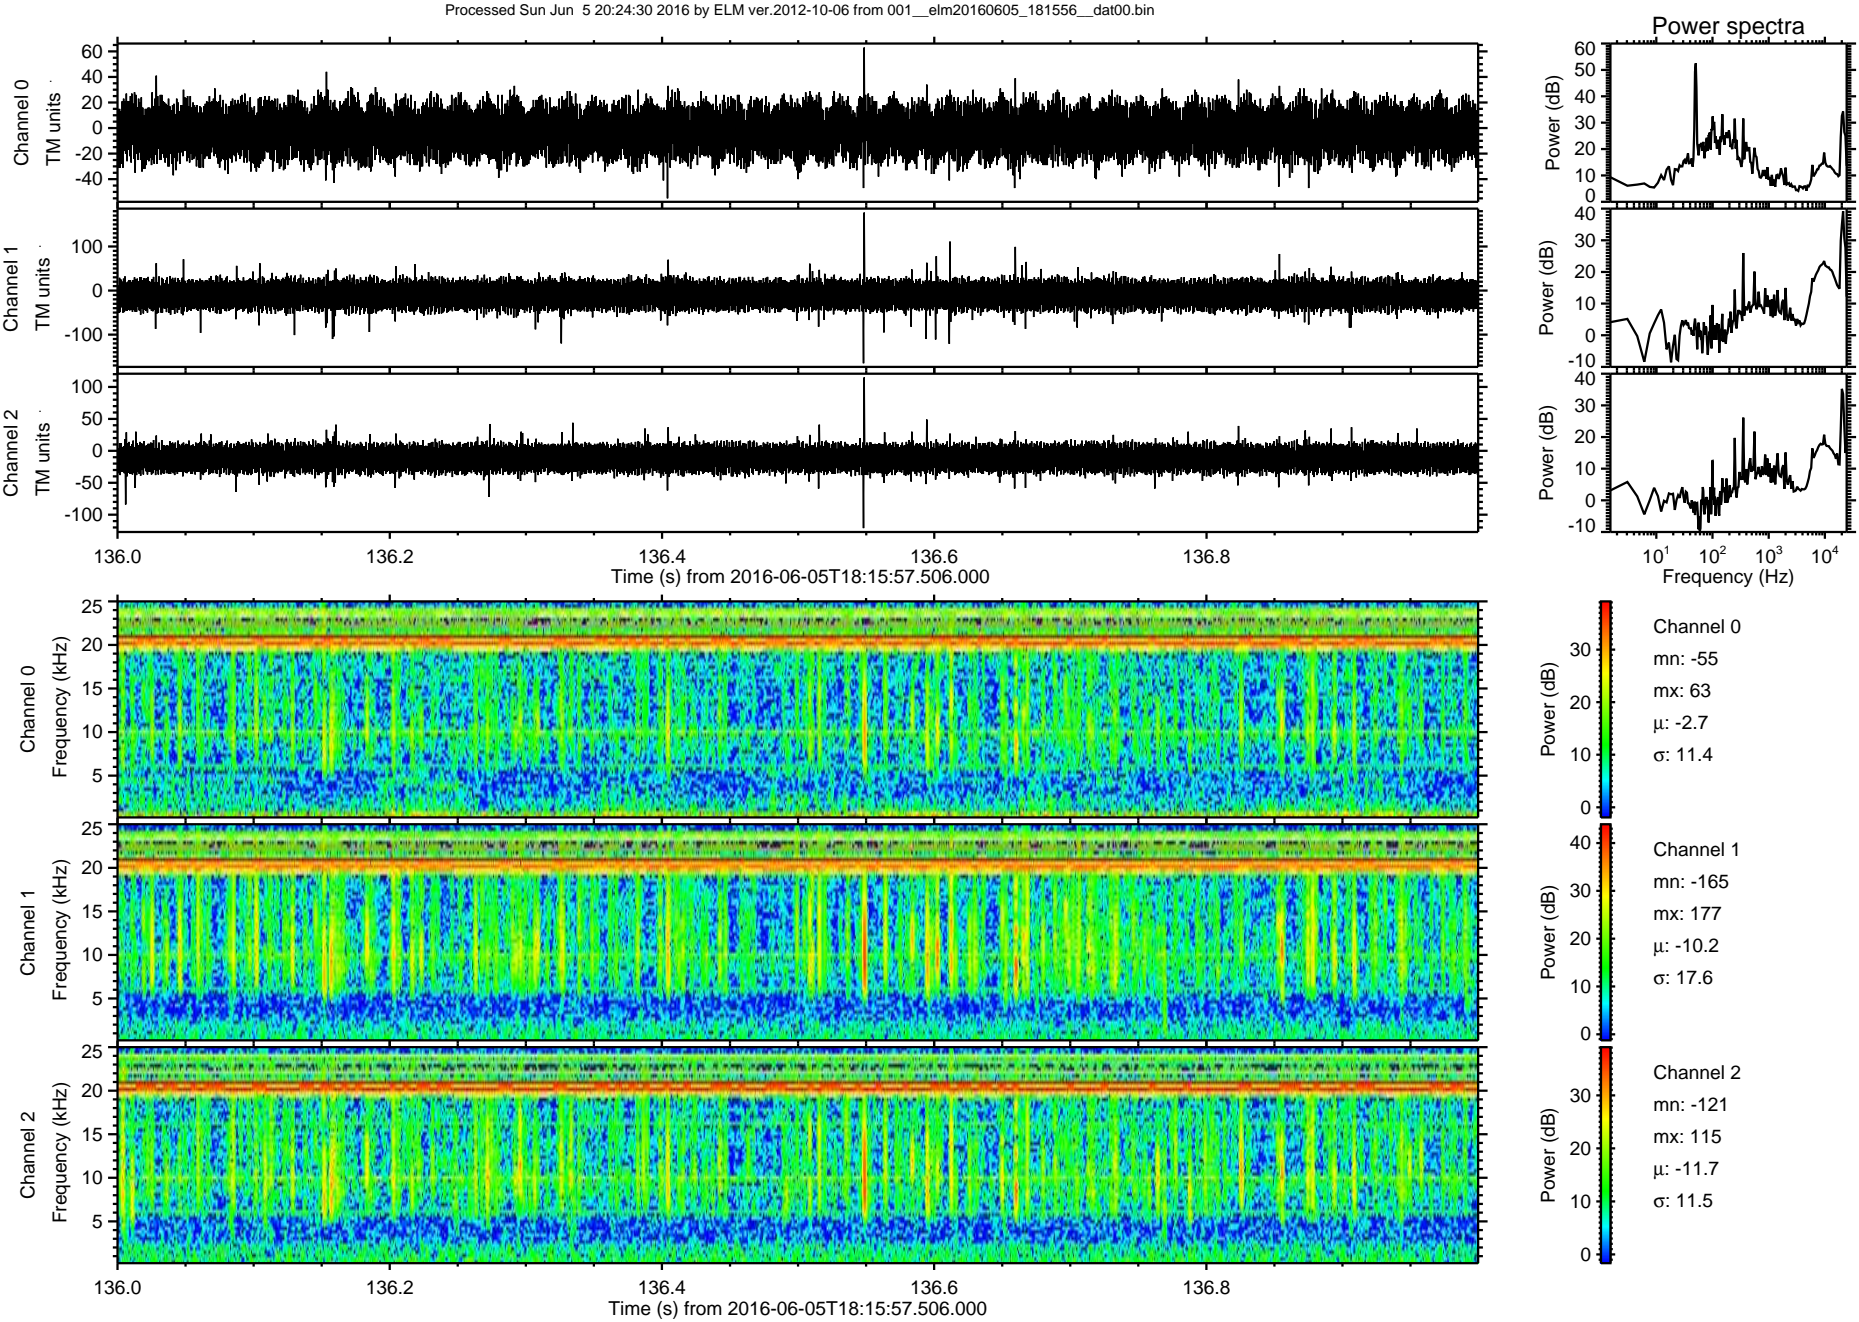 Processed Sun Jun  5 20:24:30 2016 by ELM ver.2012-10-06 from 001__elm20160605_181556__dat00.bin
Power spectra
Channel 0
TM units
60
40
20
0
-20
-40
Power (dB)
60
50
40
30
20
10
0
Channel 1
TM units
100
0
-100
Power (dB)
40
30
20
10
0
-10
Channel 2
TM units
100
50
0
-50
-100
Power (dB)
40
30
20
10
0
-10
136.0 136.2 136.4 136.6 136.8
Time (s) from 2016-06-05T18:15:57.506.000
10^1 10^2 10^3 10^4
Frequency (Hz)
Channel 0
Frequency (kHz)
25
20
15
10
5
Power (dB)
30
20
10
0
Channel 0
mn: -55
mx: 63
μ: -2.7
σ: 11.4
Channel 1
Frequency (kHz)
25
20
15
10
5
Power (dB)
40
30
20
10
0
Channel 1
mn: -165
mx: 177
μ: -10.2
σ: 17.6
Channel 2
Frequency (kHz)
25
20
15
10
5
Power (dB)
30
20
10
0
Channel 2
mn: -121
mx: 115
μ: -11.7
σ: 11.5
136.0 136.2 136.4 136.6 136.8
Time (s) from 2016-06-05T18:15:57.506.000